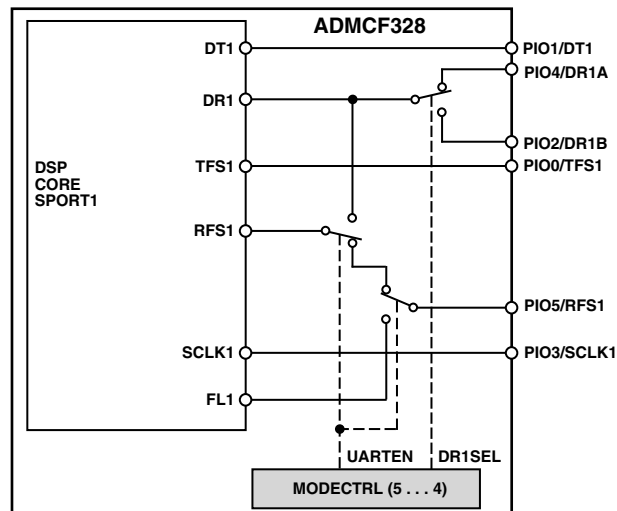 ADMCF328
DT1
PIO1/DT1
PIO4/DR1A
DR1
PIO2/DR1B
DSP
CORE
SPORT1
TFS1
PIO0/TFS1
RFS1
PIO5/RFS1
SCLK1
PIO3/SCLK1
FL1
UARTEN
DR1SEL
MODECTRL (5 . . . 4)